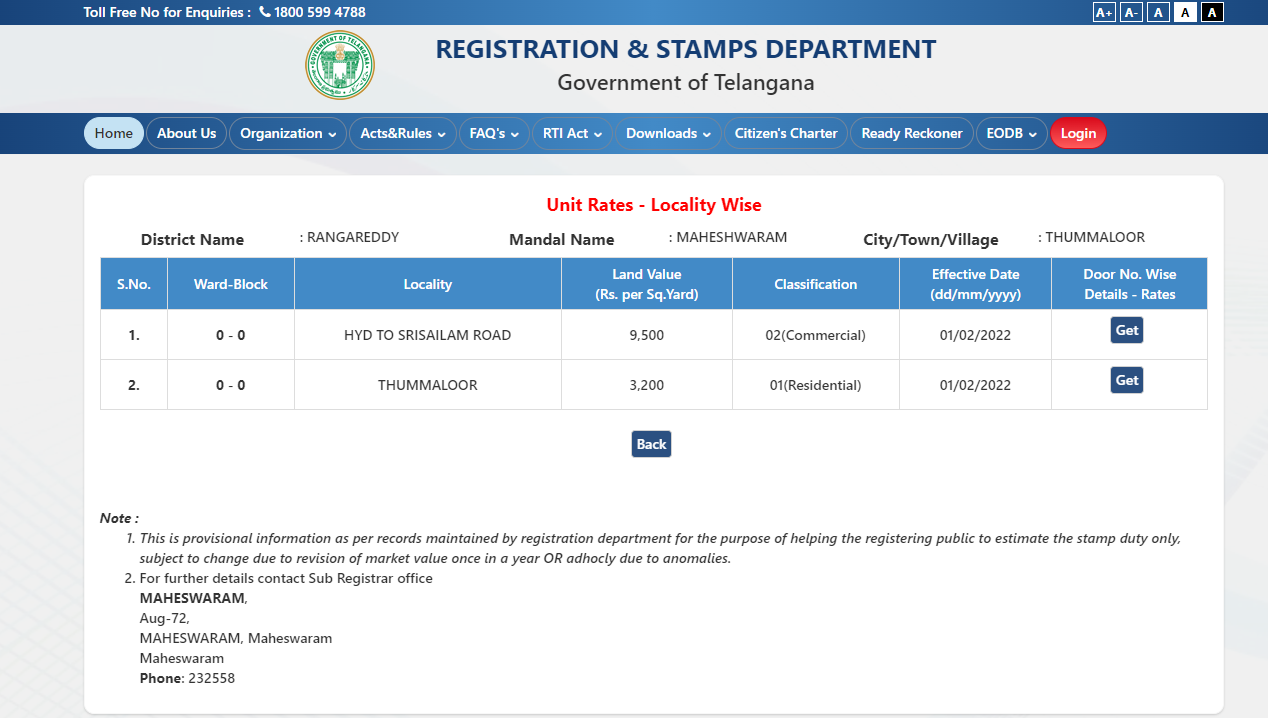 Toll Free No for Enquiries : 1800 599 4788 A+ A- A A A
GOVERNMENT OF TELANGANA
REGISTRATION & STAMPS DEPARTMENT
Government of Telangana
Home About Us Organization Acts&Rules FAQ's RTI Act Downloads Citizen's Charter Ready Reckoner EODB Login
Unit Rates - Locality Wise
District Name : RANGAREDDY Mandal Name : MAHESHWARAM City/Town/Village : THUMMALOOR
S.No. Ward-Block Locality Land Value (Rs. per Sq.Yard) Classification Effective Date (dd/mm/yyyy) Door No. Wise Details - Rates
1. 0 - 0 HYD TO SRISAILAM ROAD 9,500 02(Commercial) 01/02/2022 Get
2. 0 - 0 THUMMALOOR 3,200 01(Residential) 01/02/2022 Get
Back
Note :
1. This is provisional information as per records maintained by registration department for the purpose of helping the registering public to estimate the stamp duty only,
subject to change due to revision of market value once in a year OR adhocly due to anomalies.
2. For further details contact Sub Registrar office
MAHESWARAM,
Aug-72,
MAHESWARAM, Maheswaram
Maheswaram
Phone: 232558